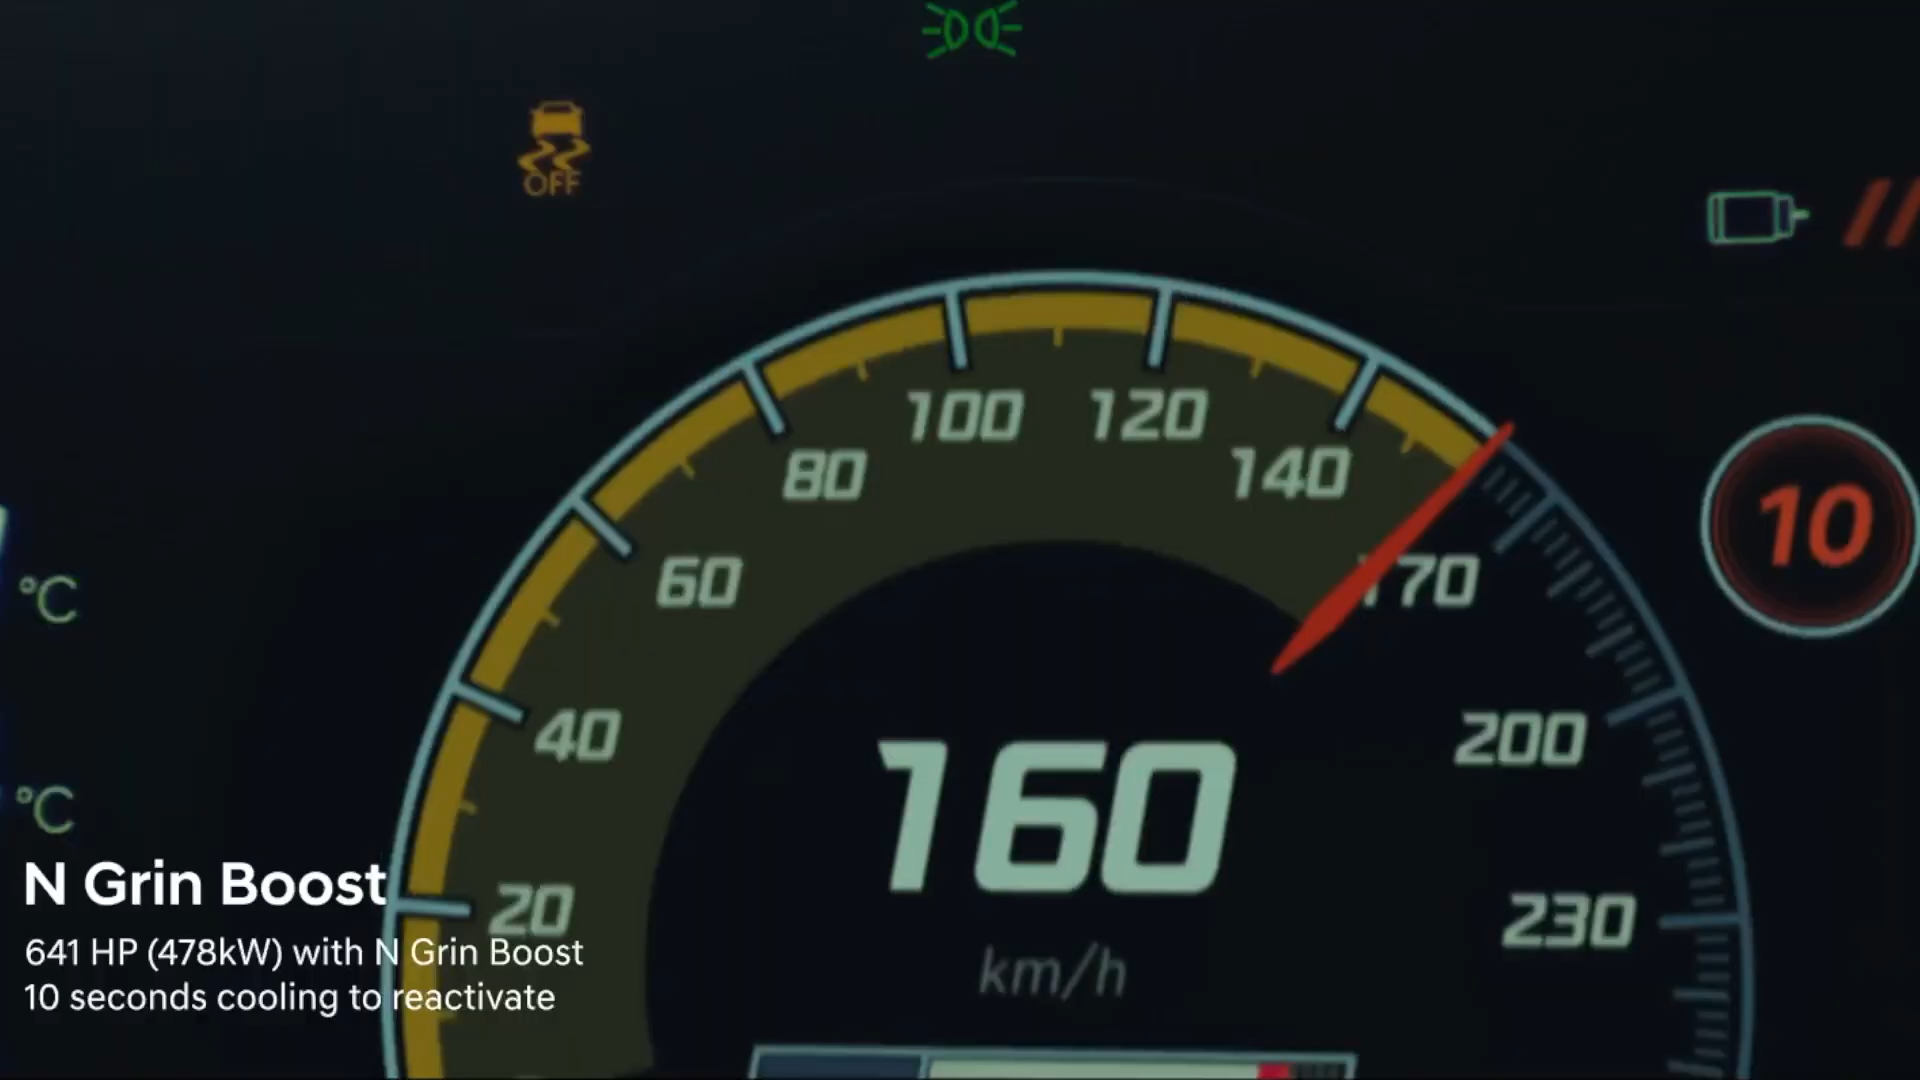 OFF
100
120
80
140
10
60
170
°C
40
200
160
°C
N Grin Boost
20
230
641 HP (478kW) with N Grin Boost
km/h
10 seconds cooling to reactivate